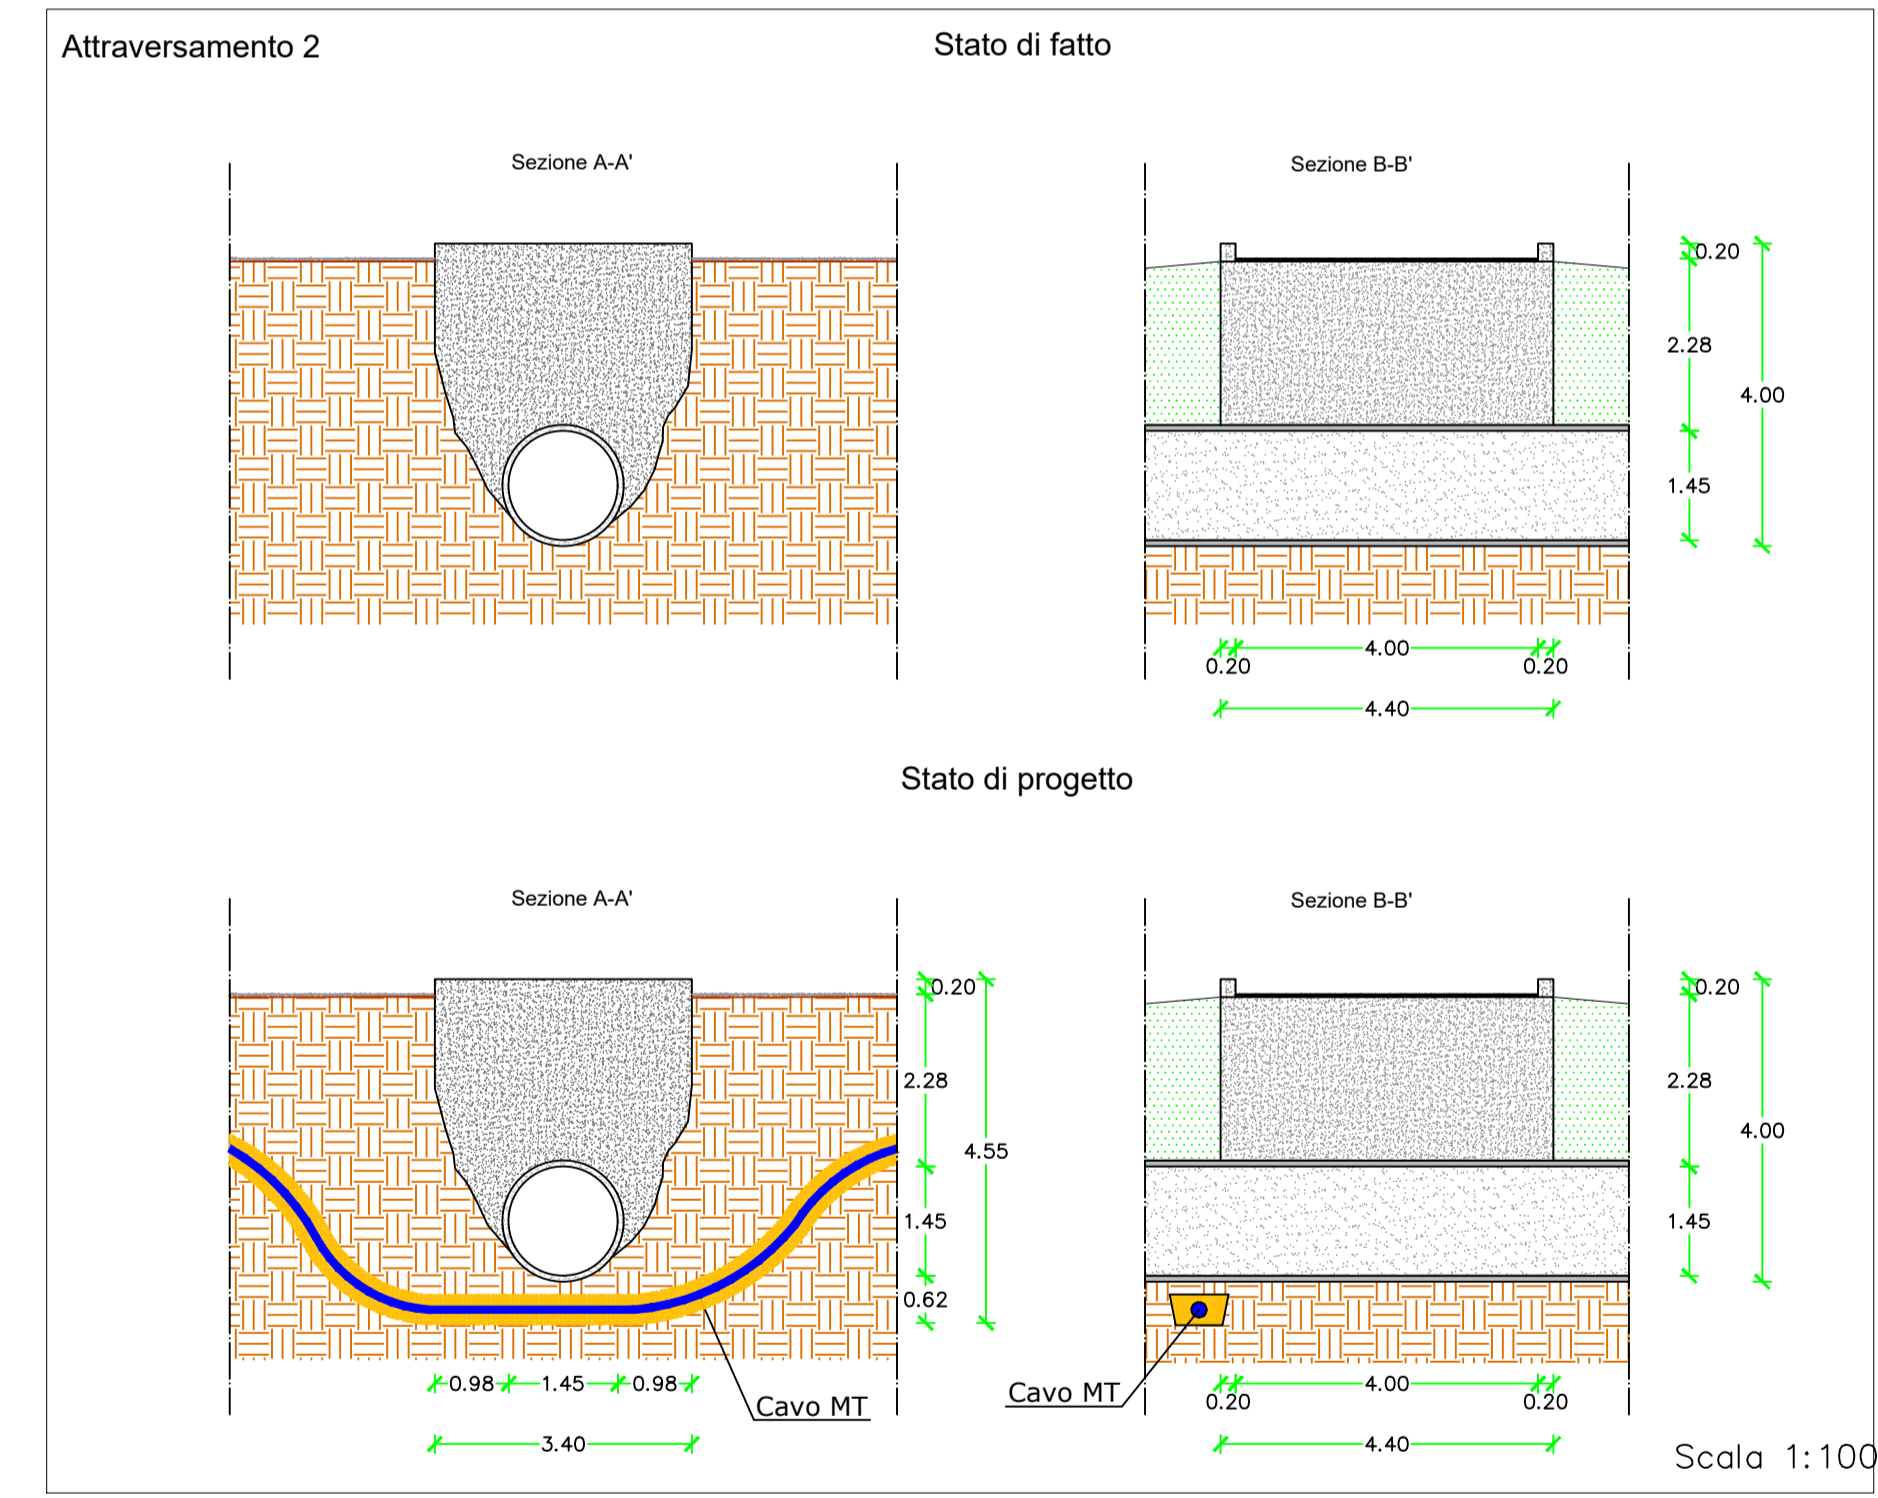 Attraversamento 2
Stato di fatto
Sezione A-A'
Sezione B-B'
0.20
2.28
4.00
1.45
4.00
0.20
0.20
4.40
Stato di progetto
Sezione A-A'
Sezione B-B'
0.20
2.28
4.55
1.45
0.62
0.98
1.45
0.98
Cavo MT
3.40
0.20
2.28
4.00
1.45
Cavo MT
4.00
0.20
0.20
4.40
Scala 1:100